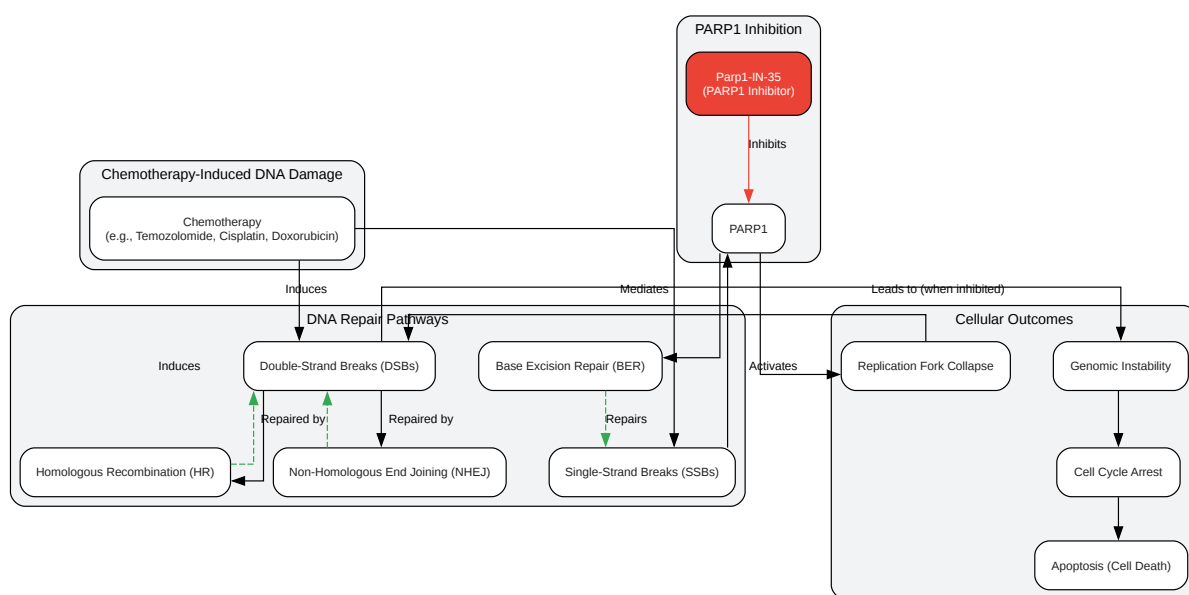 PARP1 Inhibition
Parp1-IN-35
(PARP1 Inhibitor)
Inhibits
PARP1
Chemotherapy-Induced DNA Damage
Chemotherapy
(e.g., Temozolomide, Cisplatin, Doxorubicin)
Induces
Mediates
Leads to (when inhibited)
DNA Repair Pathways
Cellular Outcomes
Induces
Double-Strand Breaks (DSBs)
Base Excision Repair (BER)
Activates
Replication Fork Collapse
Genomic Instability
Repaired by
Repaired by
Repairs
Homologous Recombination (HR)
Non-Homologous End Joining (NHEJ)
Single-Strand Breaks (SSBs)
Cell Cycle Arrest
Apoptosis (Cell Death)